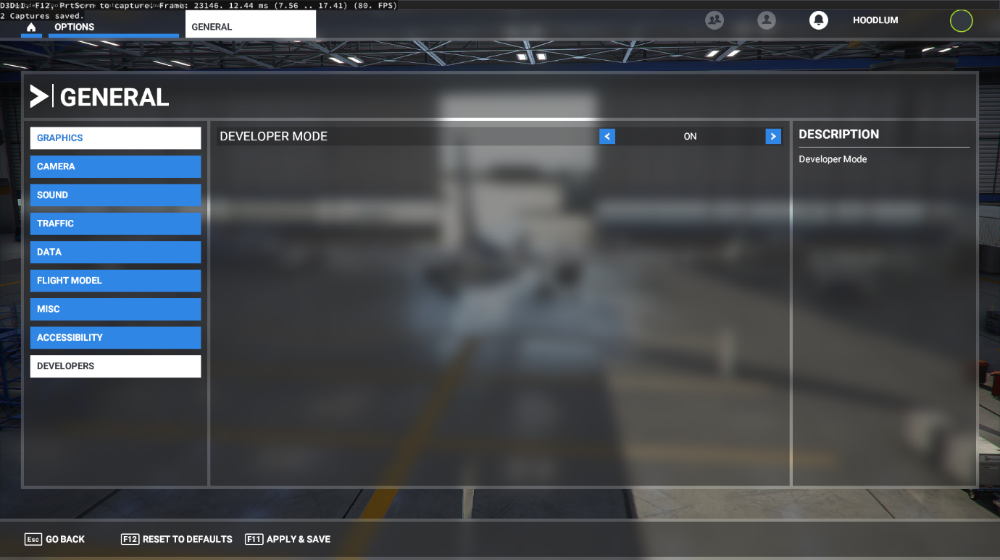 D3D11. F12, PrtScrn to capture. Frame: 23146. 12.44 ms (7.56 .. 17.41) (80. FPS)
2 Captures saved.
OPTIONS
GENERAL
HOODLUM
GENERAL
GRAPHICS
CAMERA
SOUND
TRAFFIC
DATA
FLIGHT MODEL
MISC
ACCESSIBILITY
DEVELOPERS
DEVELOPER MODE
ON
DESCRIPTION
Developer Mode
Esc GO BACK
F12 RESET TO DEFAULTS
F11 APPLY & SAVE